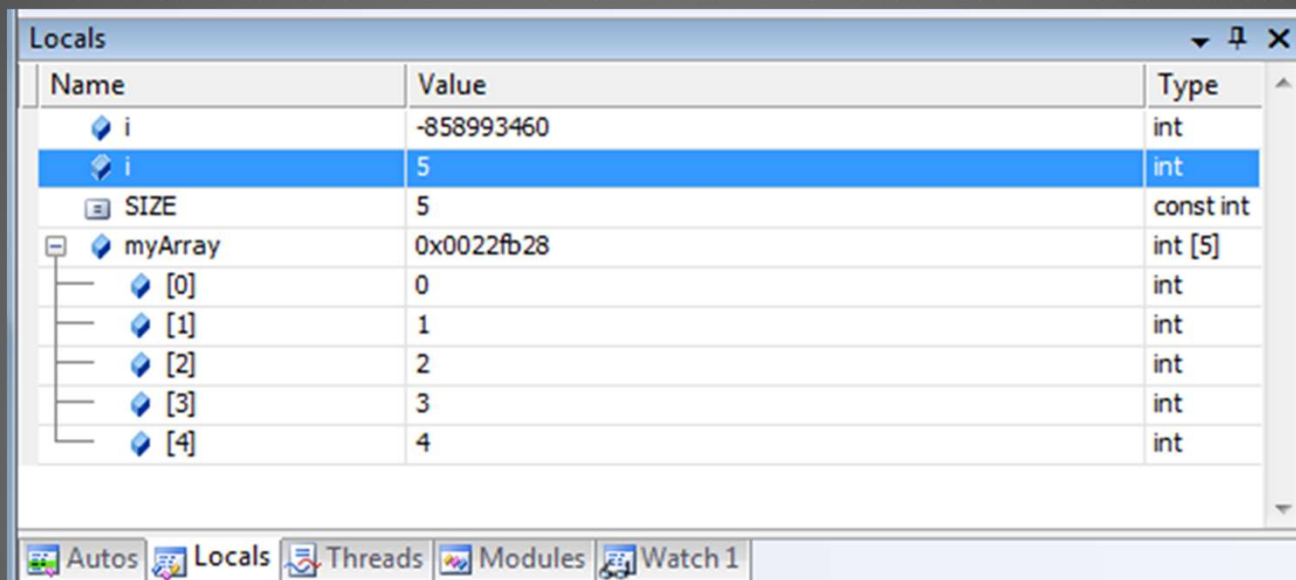 Locals
Name Value Type
i -858993460 int
i 5 int
SIZE 5 const int
myArray 0x0022fb28 int [5]
[0] 0 int
[1] 1 int
[2] 2 int
[3] 3 int
[4] 4 int
Autos Locals Threads Modules Watch 1